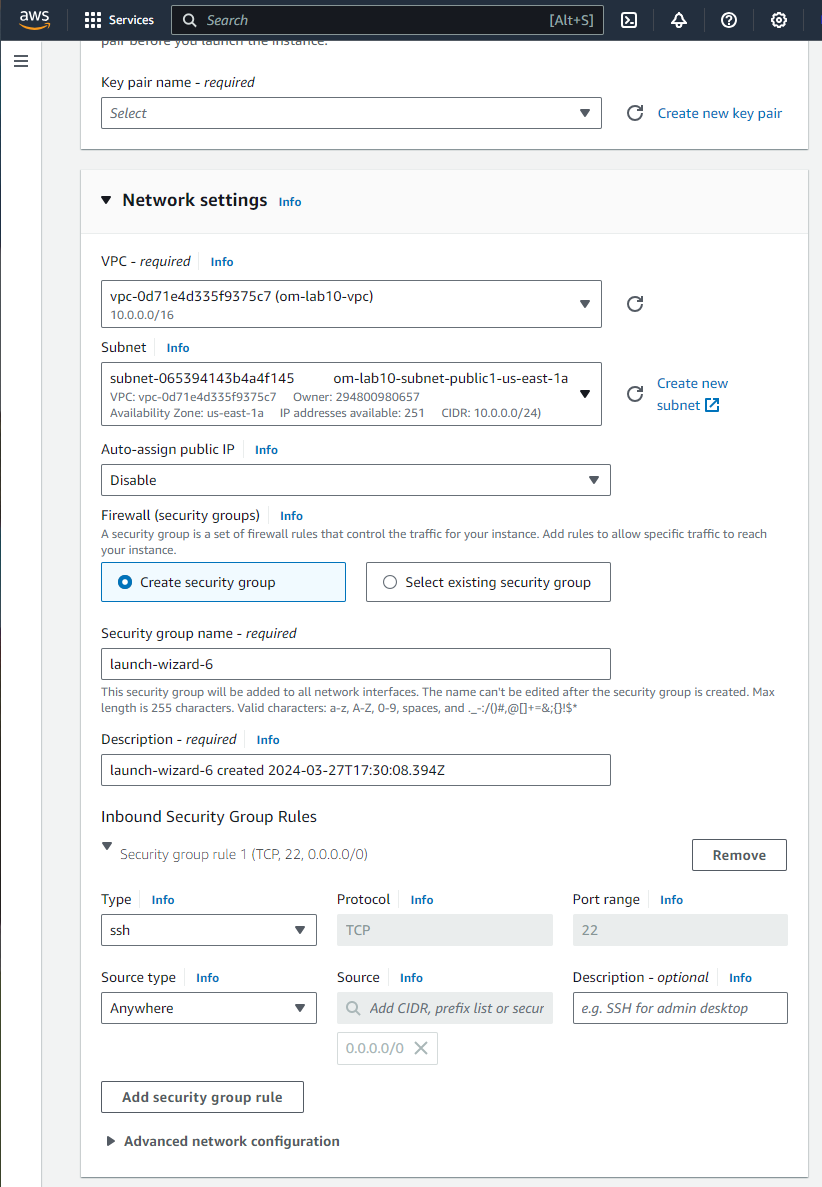 aws
Services
Search
[Alt+S]
pair before you launch the instance.
Key pair name - required
Select
Create new key pair
Network settings Info
VPC - required Info
vpc-0d71e4d335f9375c7 (om-lab10-vpc)
10.0.0.0/16
Subnet Info
subnet-065394143b4a4f145 om-lab10-subnet-public1-us-east-1a
VPC: vpc-0d71e4d335f9375c7 Owner: 294800980657
Availability Zone: us-east-1a IP addresses available: 251 CIDR: 10.0.0.0/24)
Create new
subnet
Auto-assign public IP Info
Disable
Firewall (security groups) Info
A security group is a set of firewall rules that control the traffic for your instance. Add rules to allow specific traffic to reach
your instance.
Create security group
Select existing security group
Security group name - required
launch-wizard-6
This security group will be added to all network interfaces. The name can't be edited after the security group is created. Max
length is 255 characters. Valid characters: a-z, A-Z, 0-9, spaces, and ._-:/()#,@[]+=&;{}!$*
Description - required Info
launch-wizard-6 created 2024-03-27T17:30:08.394Z
Inbound Security Group Rules
Security group rule 1 (TCP, 22, 0.0.0.0/0)
Remove
Type Info
Protocol Info
Port range Info
ssh
TCP
22
Source type Info
Source Info
Description - optional Info
Anywhere
Add CIDR, prefix list or secur
e.g. SSH for admin desktop
0.0.0.0/0
Add security group rule
Advanced network configuration